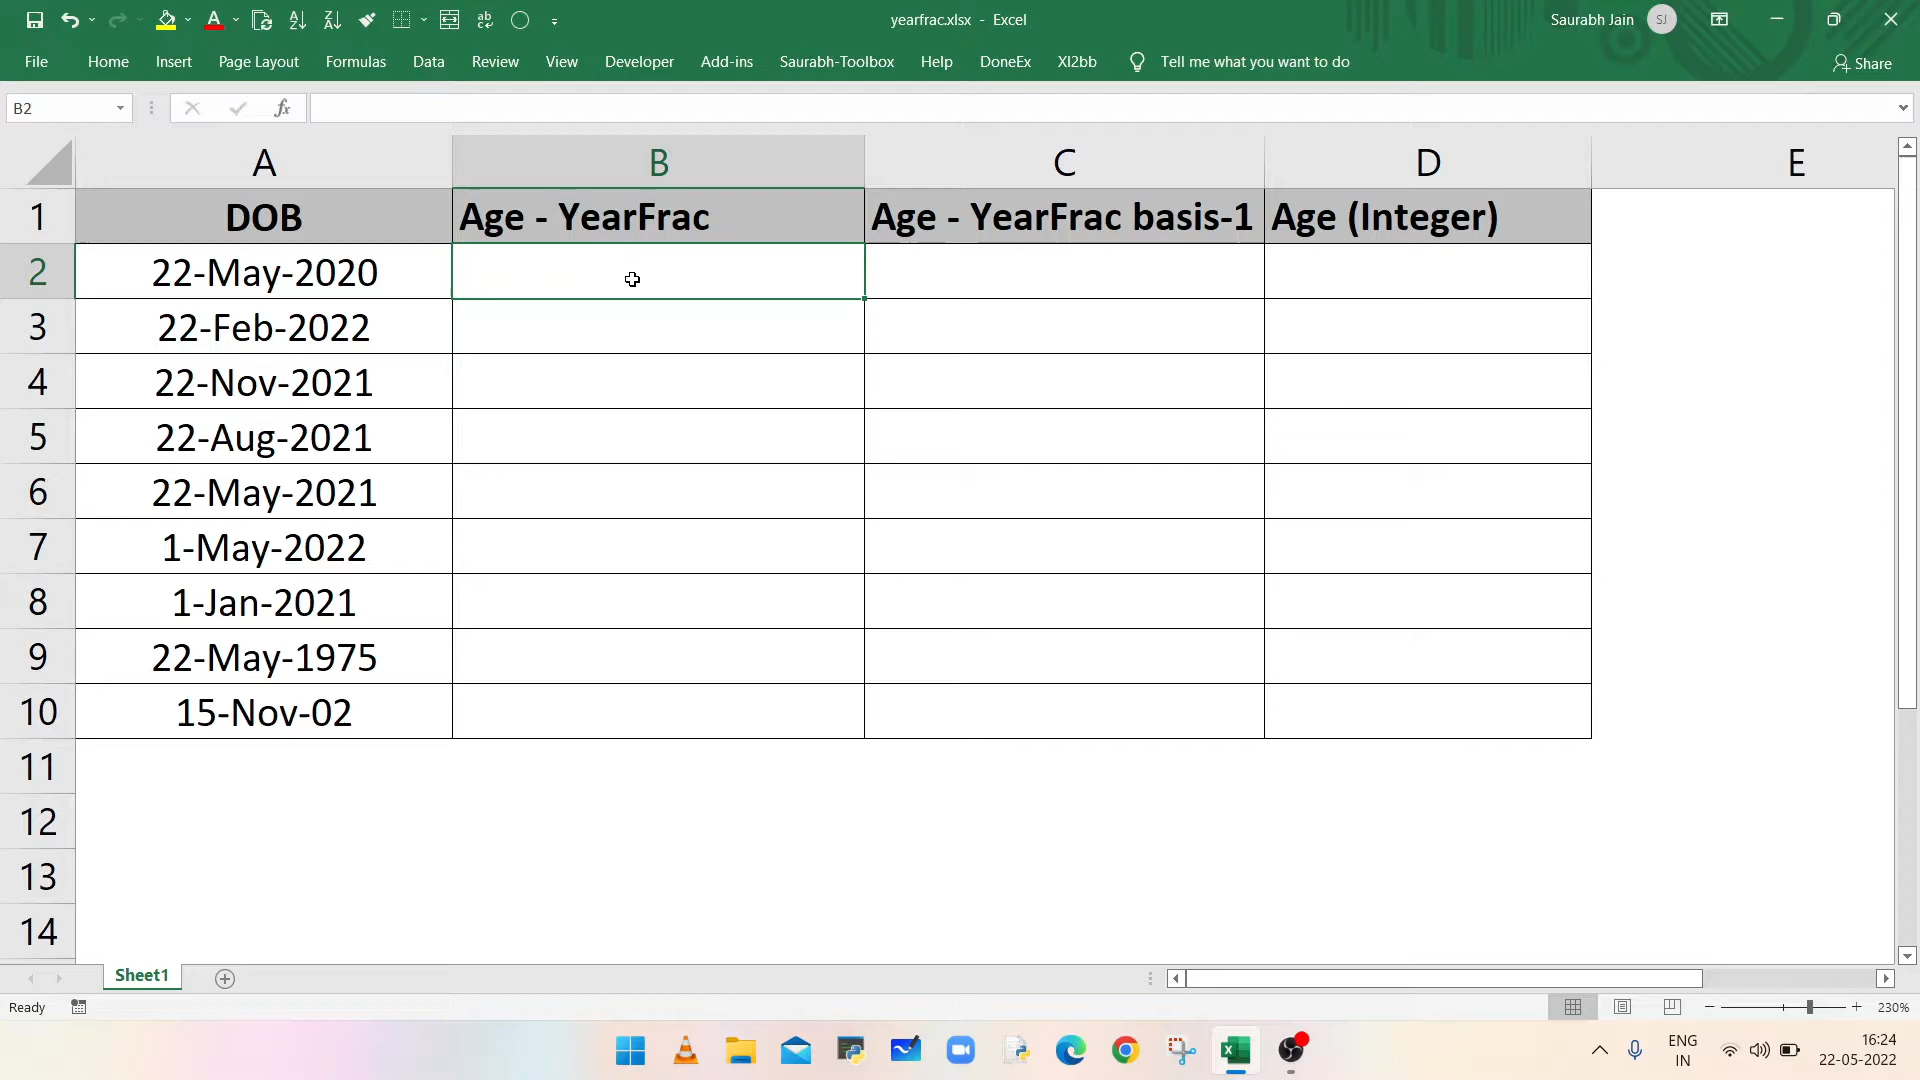 yearfrac.xlsx - Excel
Saurabh Jain
SJ
File Home Insert Page Layout Formulas Data Review View Developer Add-ins Saurabh-Toolbox Help DoneEx Xl2bb Tell me what you want to do Share
B2 fx
A B C D E
1 DOB Age - YearFrac Age - YearFrac basis-1 Age (Integer)
2 22-May-2020
3 22-Feb-2022
4 22-Nov-2021
5 22-Aug-2021
6 22-May-2021
7 1-May-2022
8 1-Jan-2021
9 22-May-1975
10 15-Nov-02
11
12
13
14
Sheet1
Ready 230%
ENG 16:24
IN 22-05-2022